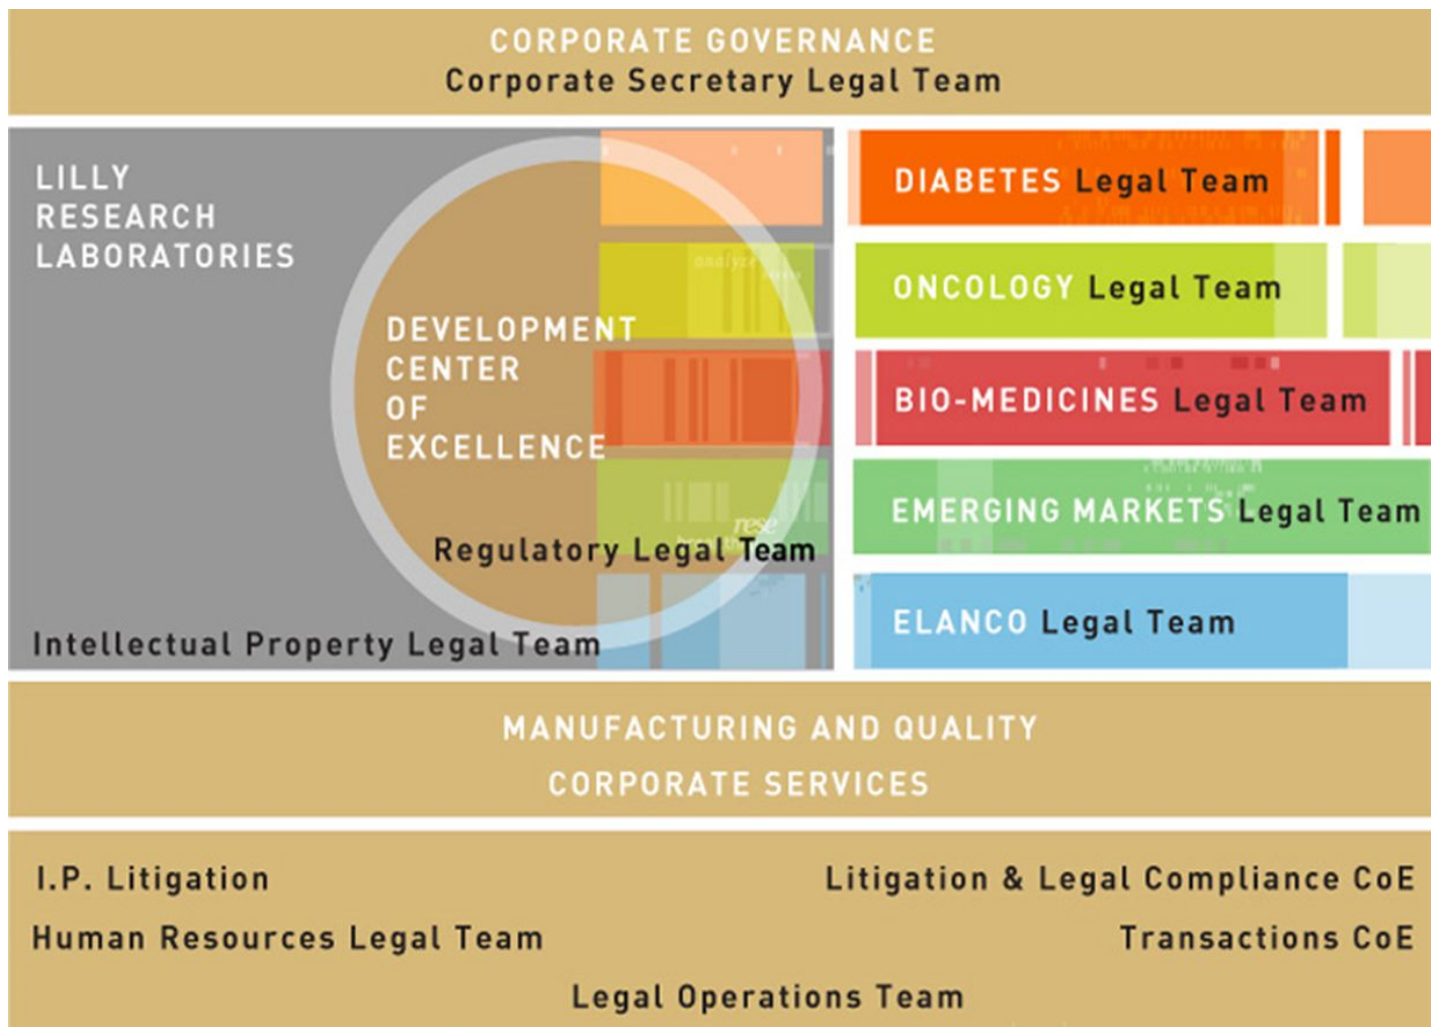 CORPORATE GOVERNANCE
Corporate Secretary Legal Team
LILLY
RESEARCH
LABORATORIES
DEVELOPMENT
CENTER
OF
EXCELLENCE
Regulatory Legal Team
Intellectual Property Legal Team
analyze
rese
DIABETES Legal Team
ONCOLOGY Legal Team
BIO-MEDICINES Legal Team
EMERGING MARKETS Legal Team
ELANCO Legal Team
MANUFACTURING AND QUALITY
CORPORATE SERVICES
I.P. Litigation
Litigation & Legal Compliance CoE
Human Resources Legal Team
Transactions CoE
Legal Operations Team